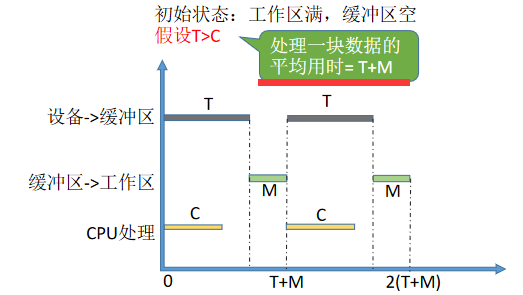 初始状态：工作区满，缓冲区空
假设T>C
处理一块数据的
平均用时= T+M
T
T
设备->缓冲区
缓冲区->工作区
M
M
C
C
CPU处理
0
T+M
2(T+M)